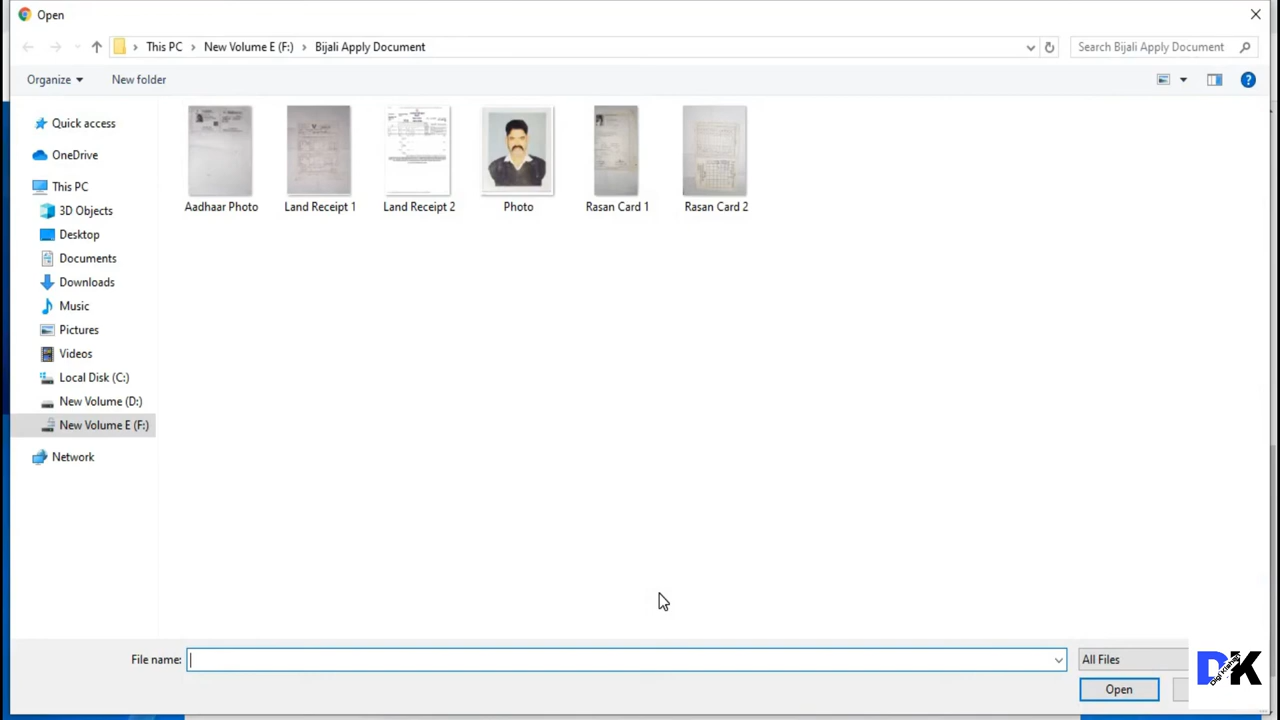 Open
This PC
New Volume E (F:)
Bijali Apply Document
Search Bijali Apply Document
Organize
New folder
Quick access
OneDrive
This PC
3D Objects
Desktop
Documents
Downloads
Music
Pictures
Videos
Local Disk (C:)
New Volume (D:)
New Volume E (F:)
Network
Aadhaar Photo
Land Receipt 1
Land Receipt 2
Photo
Rasan Card 1
Rasan Card 2
File name:
All Files
Open
DK